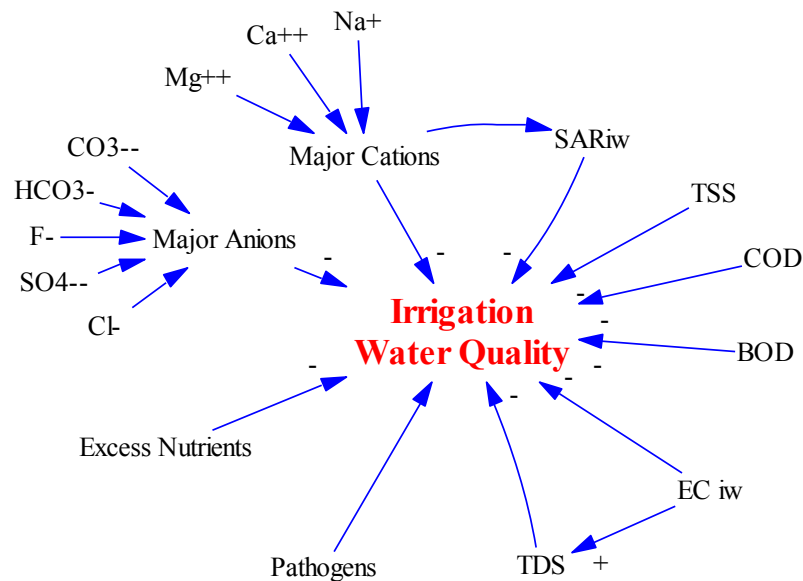 Na+
Ca++
Mg++
CO3--
Major Cations
SARiw
HCO3-
TSS
F-
Major Anions
-
-
-
COD
SO4--
-
Cl-
Irrigation
Water Quality
-
BOD
-
-
-
-
Excess Nutrients
EC iw
Pathogens
TDS
+